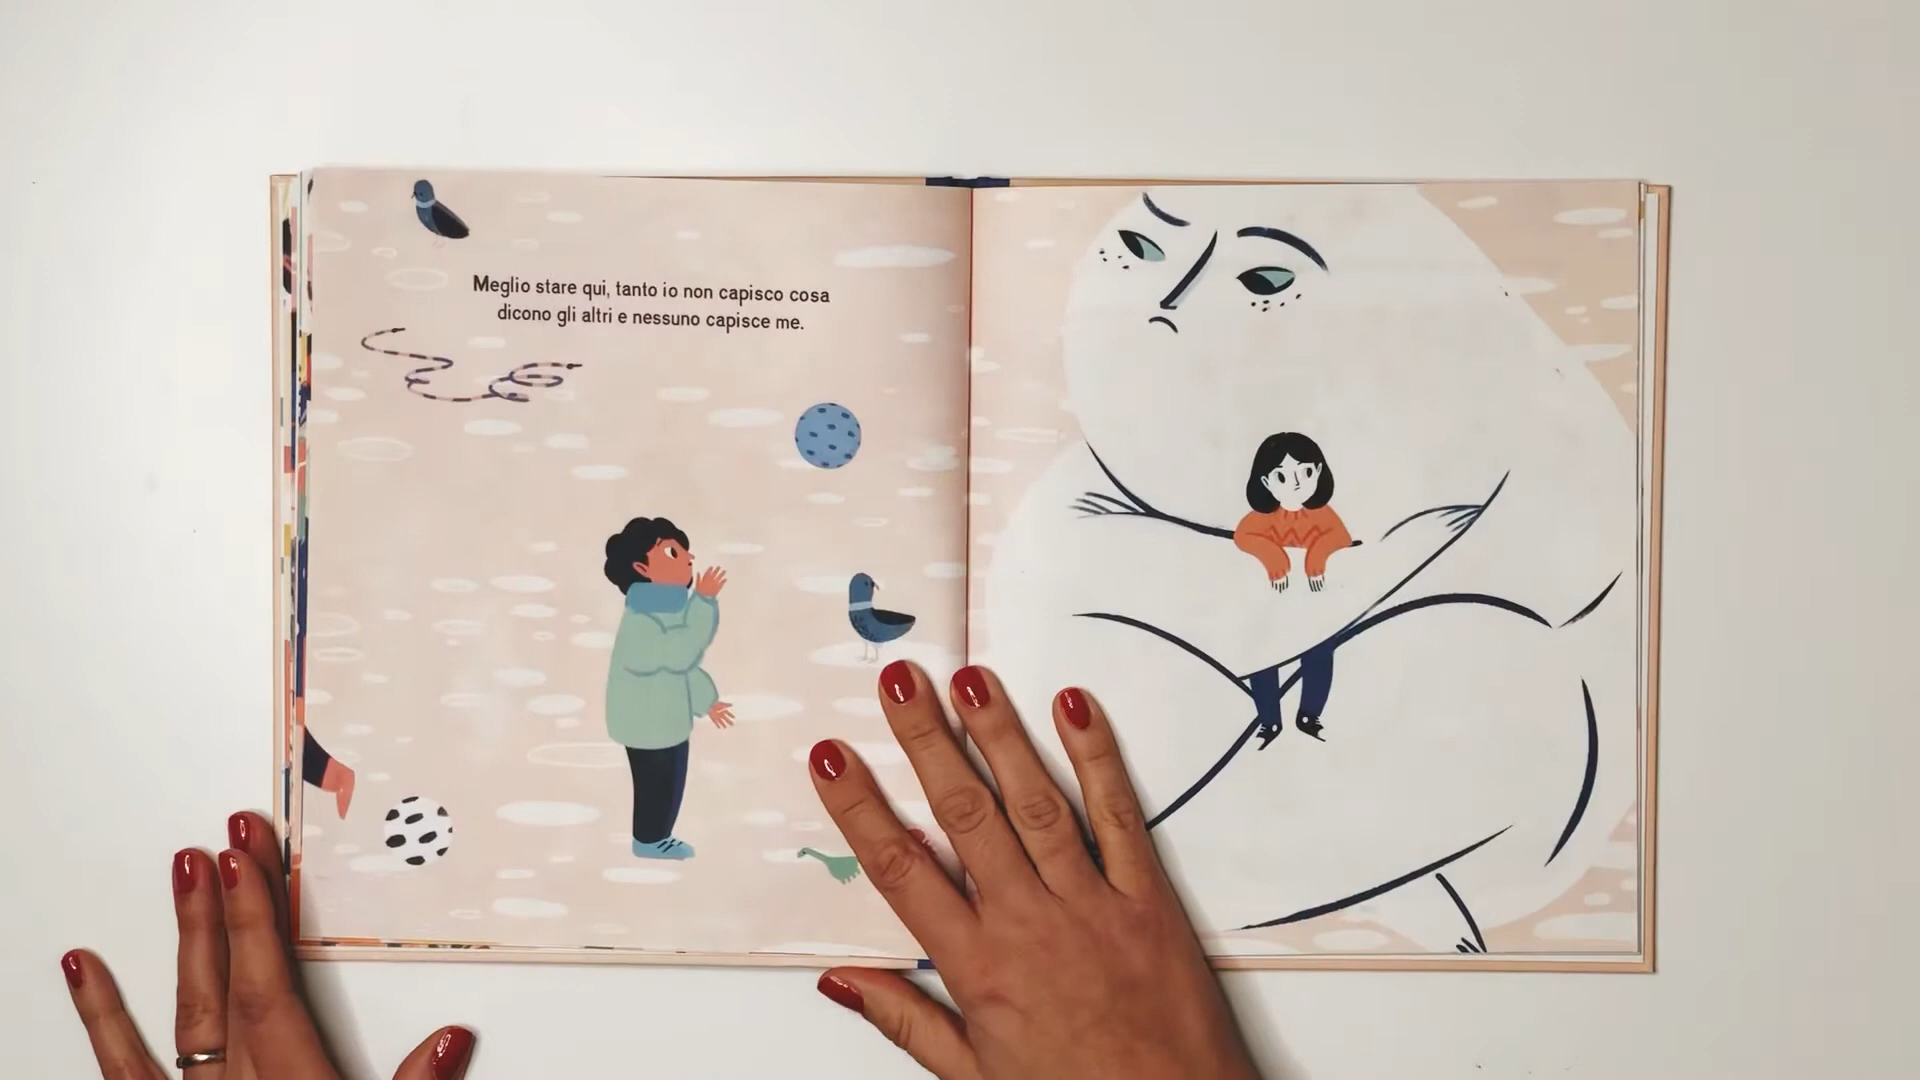 Meglio stare qui, tanto io non capisco cosa
dicono gli altri e nessuno capisce me.